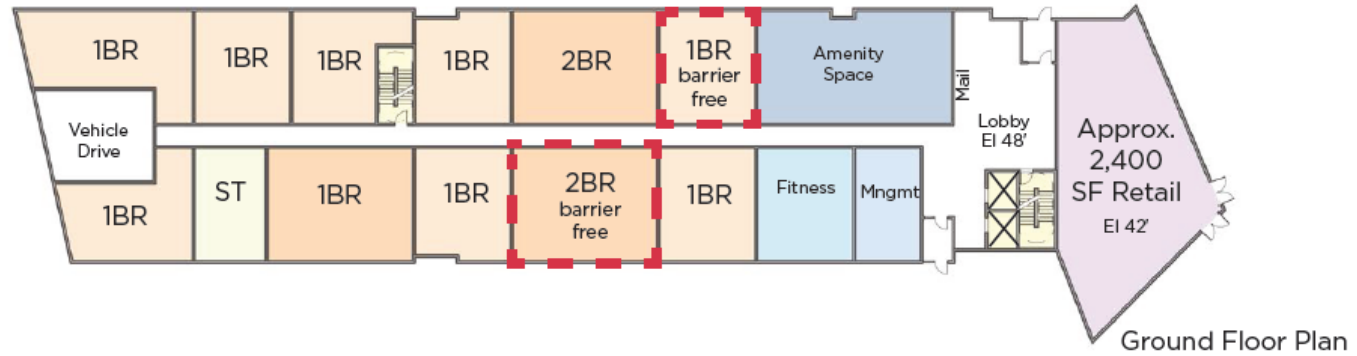 1BR
1BR
1BR
1BR
2BR
1BR
barrier
free
Amenity
Space
Mail
Lobby
El 48'
Approx.
2,400
SF Retail
El 42'
Vehicle
Drive
1BR
ST
1BR
1BR
2BR
barrier
free
1BR
Fitness
Mngmt
Ground Floor Plan